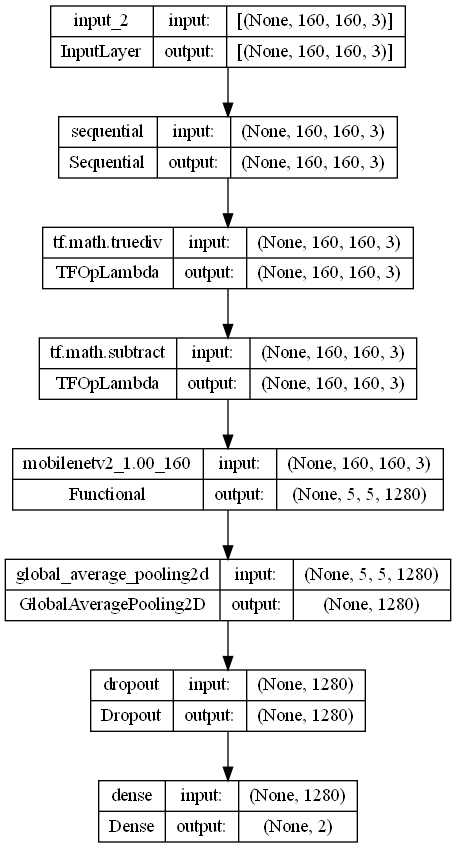 input_2 input: [(None, 160, 160, 3)]
InputLayer output: [(None, 160, 160, 3)]
sequential input: (None, 160, 160, 3)
Sequential output: (None, 160, 160, 3)
tf.math.truediv input: (None, 160, 160, 3)
TFOpLambda output: (None, 160, 160, 3)
tf.math.subtract input: (None, 160, 160, 3)
TFOpLambda output: (None, 160, 160, 3)
mobilenetv2_1.00_160 input: (None, 160, 160, 3)
Functional output: (None, 5, 5, 1280)
global_average_pooling2d input: (None, 5, 5, 1280)
GlobalAveragePooling2D output: (None, 1280)
dropout input: (None, 1280)
Dropout output: (None, 1280)
dense input: (None, 1280)
Dense output: (None, 2)